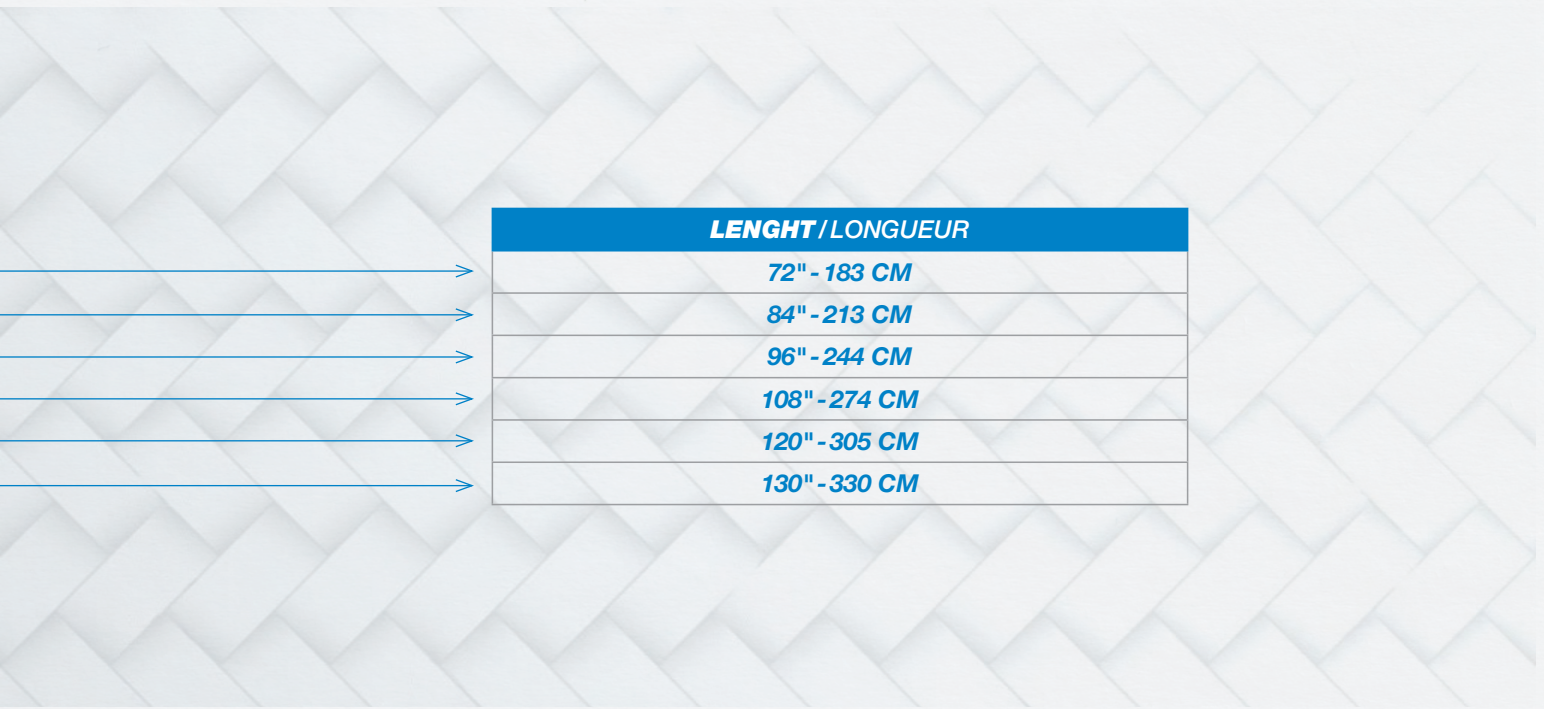 LENGHT / LONGUEUR
72" - 183 CM
84" - 213 CM
96" - 244 CM
108" - 274 CM
120" - 305 CM
130" - 330 CM